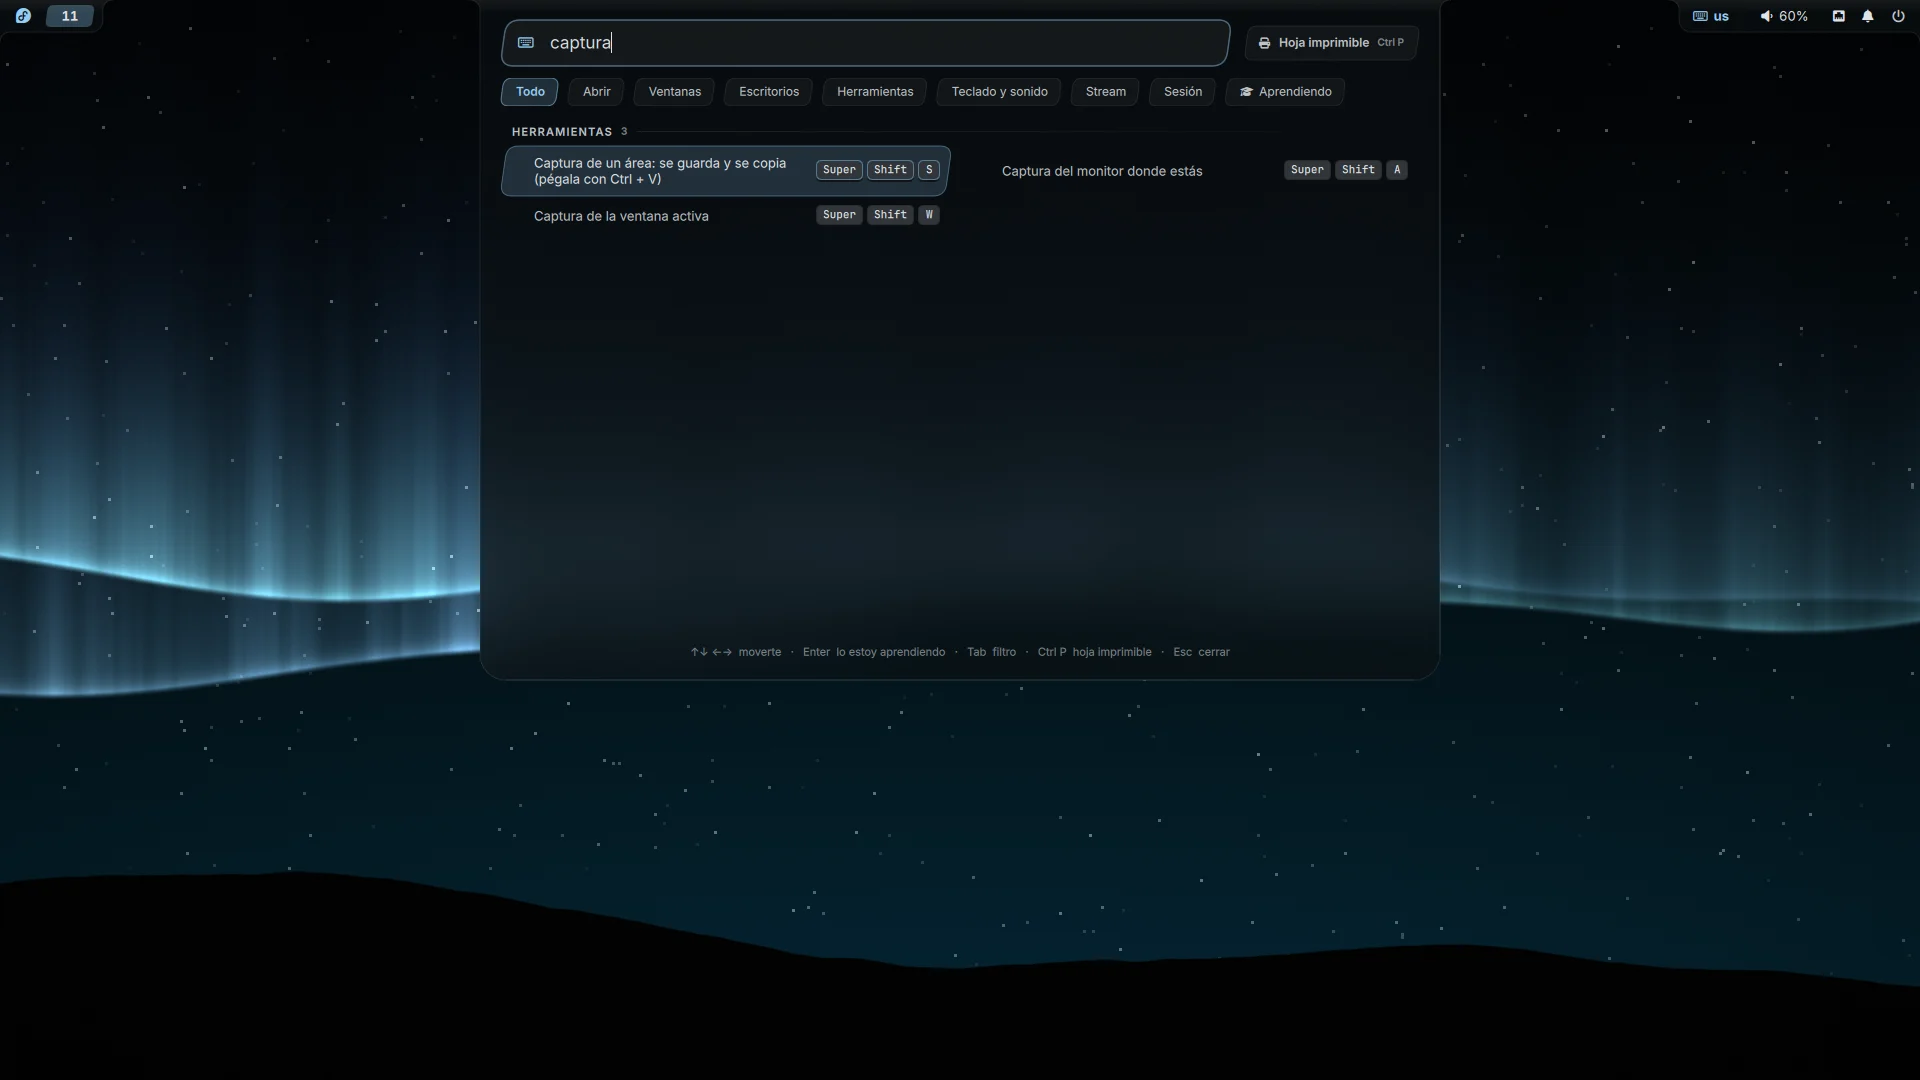 11
us 60%
captura
Hoja imprimible Ctrl P
Todo Abrir Ventanas Escritorios Herramientas Teclado y sonido Stream Sesión Aprendiendo
HERRAMIENTAS 3
Captura de un área: se guarda y se copia
(pégala con Ctrl + V)
Super Shift S
Captura del monitor donde estás Super Shift A
Captura de la ventana activa Super Shift W
↑↓ ←→ moverte · Enter lo estoy aprendiendo · Tab filtro · Ctrl P hoja imprimible · Esc cerrar